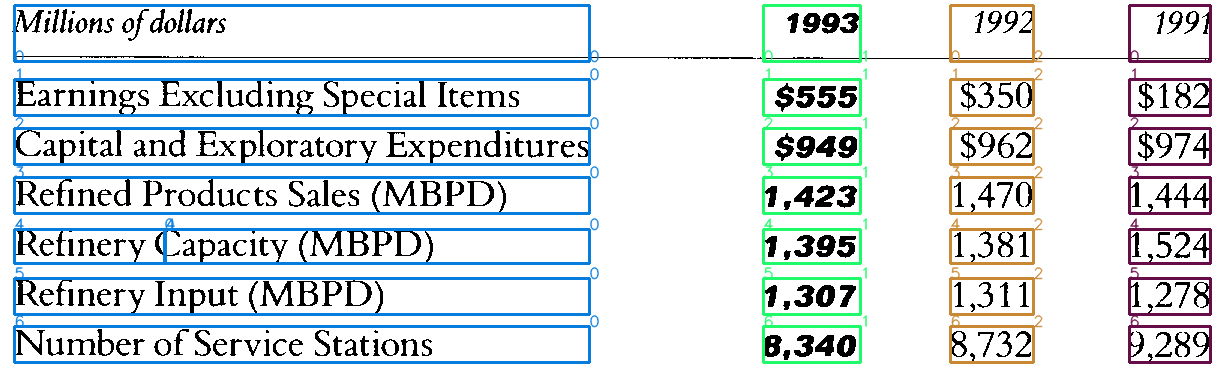 Millions of dollars 1993 1992 1991
Earnings Excluding Special Items $555 $350 $182
Capital and Exploratory Expenditures $949 $962 $974
Refined Products Sales (MBPD) 1,423 1,470 1,444
Refinery Capacity (MBPD) 1,395 1,381 1,524
Refinery Input (MBPD) 1,307 1,311 1,278
Number of Service Stations 8,340 8,732 9,289